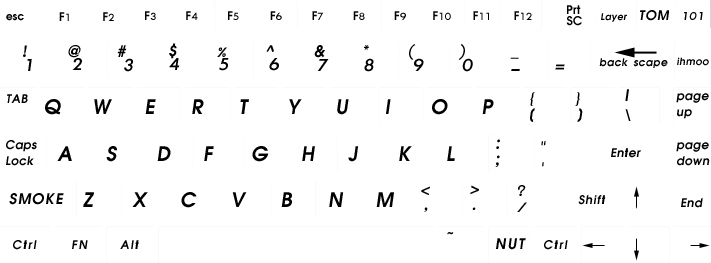 esc F1 F2 F3 F4 F5 F6 F7 F8 F9 F10 F11 F12 Prt SC Layer TOM 101
! @ # $ % ^ & * ( ) _ back scape ihmoo
1 2 3 4 5 6 7 8 9 0 – =
TAB Q W E R T Y U I O P { } | page up
( ) \
Caps Lock A S D F G H J K L : " Enter page down
; '
SMOKE Z X C V B N M < > ? Shift ↑ End
, . /
Ctrl FN Alt ~ NUT Ctrl ← ↓ →